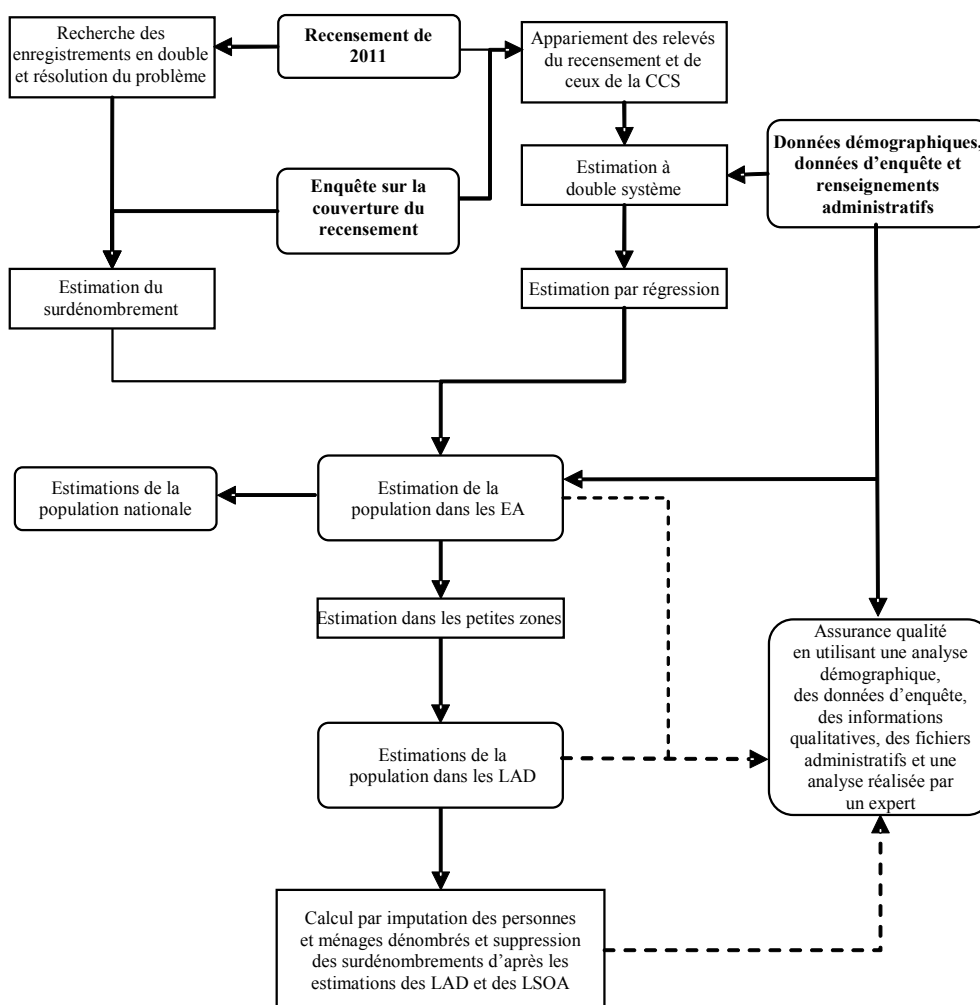 Recherche des
enregistrements en double
et résolution du problème
Recensement de
2011
Appariement des relevés
du recensement et de
ceux de la CCS
Données démographiques,
données d'enquête et
renseignements
administratifs
Estimation à
double système
Enquête sur la
couverture du
recensement
Estimation du
surdénombrement
Estimation par régression
Estimations de la
population nationale
Estimation de la
population dans les EA
Estimation dans les petites zones
Assurance qualité
en utilisant une analyse
démographique,
des données d'enquête,
des informations
qualitatives, des fichiers
administratifs et une
analyse réalisée par
un expert
Estimations de la
population dans les LAD
Calcul par imputation des personnes
et ménages dénombrés et suppression
des surdénombrements d'après les
estimations des LAD et des LSOA